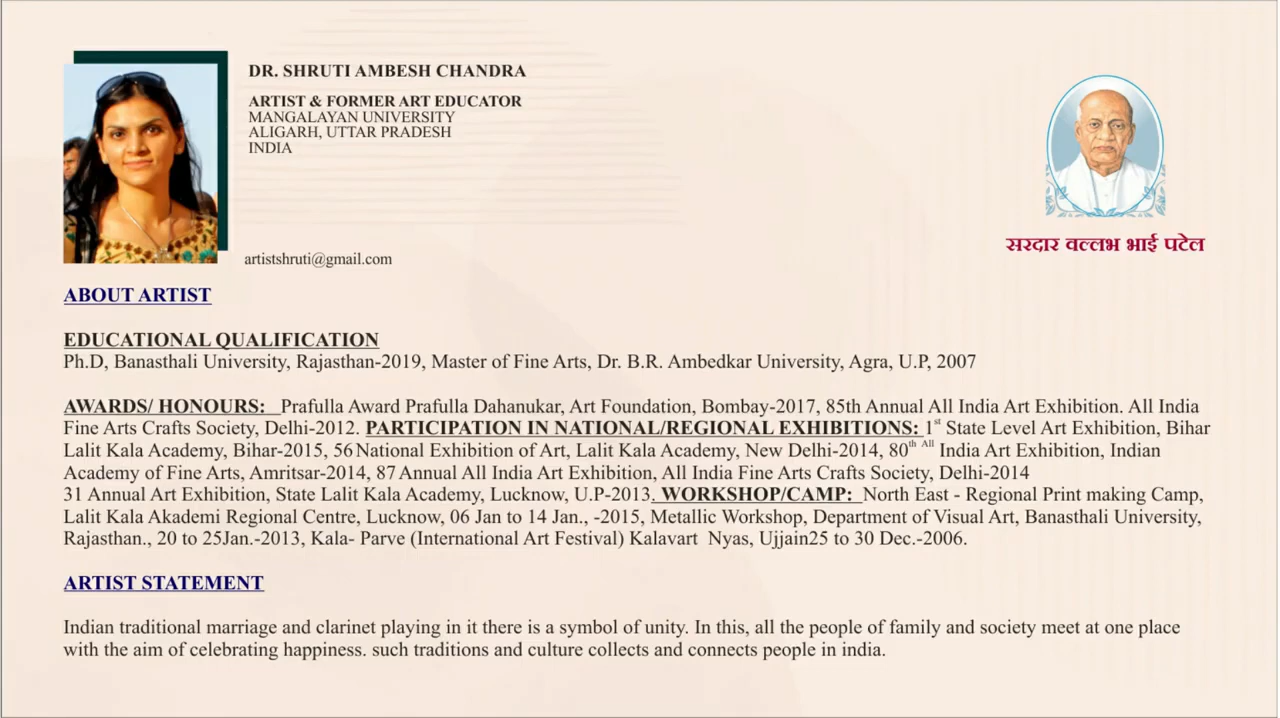 DR. SHRUTI AMBESH CHANDRA
ARTIST & FORMER ART EDUCATOR
MANGALAYAN UNIVERSITY
ALIGARH, UTTAR PRADESH
INDIA
सरदार वल्लभ भाई पटेल
artistshruti@gmail.com
ABOUT ARTIST
EDUCATIONAL QUALIFICATION
Ph.D, Banasthali University, Rajasthan-2019, Master of Fine Arts, Dr. B.R. Ambedkar University, Agra, U.P, 2007
AWARDS/ HONOURS: Prafulla Award Prafulla Dahanukar, Art Foundation, Bombay-2017, 85th Annual All India Art Exhibition. All India
Fine Arts Crafts Society, Delhi-2012. PARTICIPATION IN NATIONAL/REGIONAL EXHIBITIONS: 1st State Level Art Exhibition, Bihar
Lalit Kala Academy, Bihar-2015, 56 National Exhibition of Art, Lalit Kala Academy, New Delhi-2014, 80th All India Art Exhibition, Indian
Academy of Fine Arts, Amritsar-2014, 87 Annual All India Art Exhibition, All India Fine Arts Crafts Society, Delhi-2014
31 Annual Art Exhibition, State Lalit Kala Academy, Lucknow, U.P-2013. WORKSHOP/CAMP: North East - Regional Print making Camp,
Lalit Kala Akademi Regional Centre, Lucknow, 06 Jan to 14 Jan., -2015, Metallic Workshop, Department of Visual Art, Banasthali University,
Rajasthan., 20 to 25Jan.-2013, Kala- Parve (International Art Festival) Kalavart Nyas, Ujjain25 to 30 Dec.-2006.
ARTIST STATEMENT
Indian traditional marriage and clarinet playing in it there is a symbol of unity. In this, all the people of family and society meet at one place
with the aim of celebrating happiness. such traditions and culture collects and connects people in india.